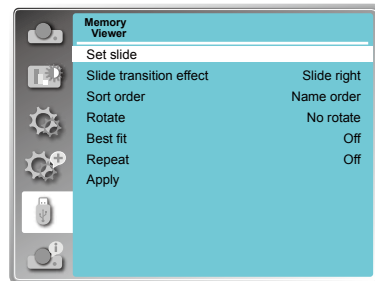 Memory
Viewer
Set slide
Slide transition effect Slide right
Sort order Name order
Rotate No rotate
Best fit Off
Repeat Off
Apply